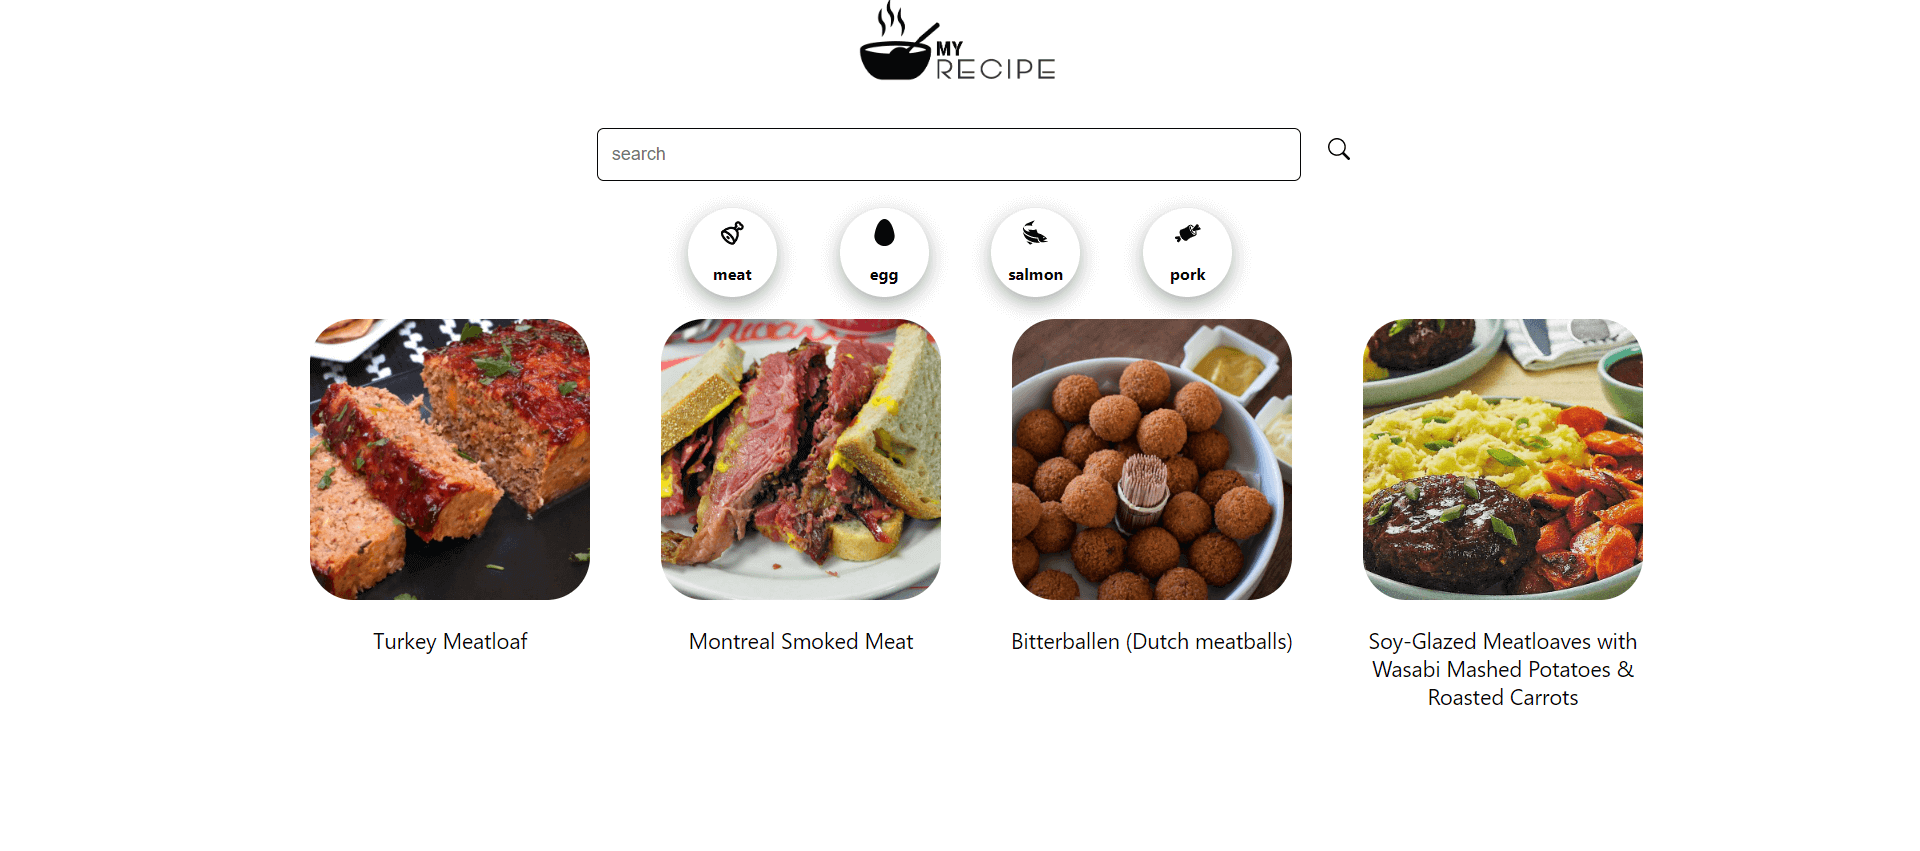 MY
RECIPE
search
meat
egg
salmon
pork
Turkey Meatloaf
Montreal Smoked Meat
Bitterballen (Dutch meatballs)
Soy-Glazed Meatloaves with
Wasabi Mashed Potatoes &
Roasted Carrots